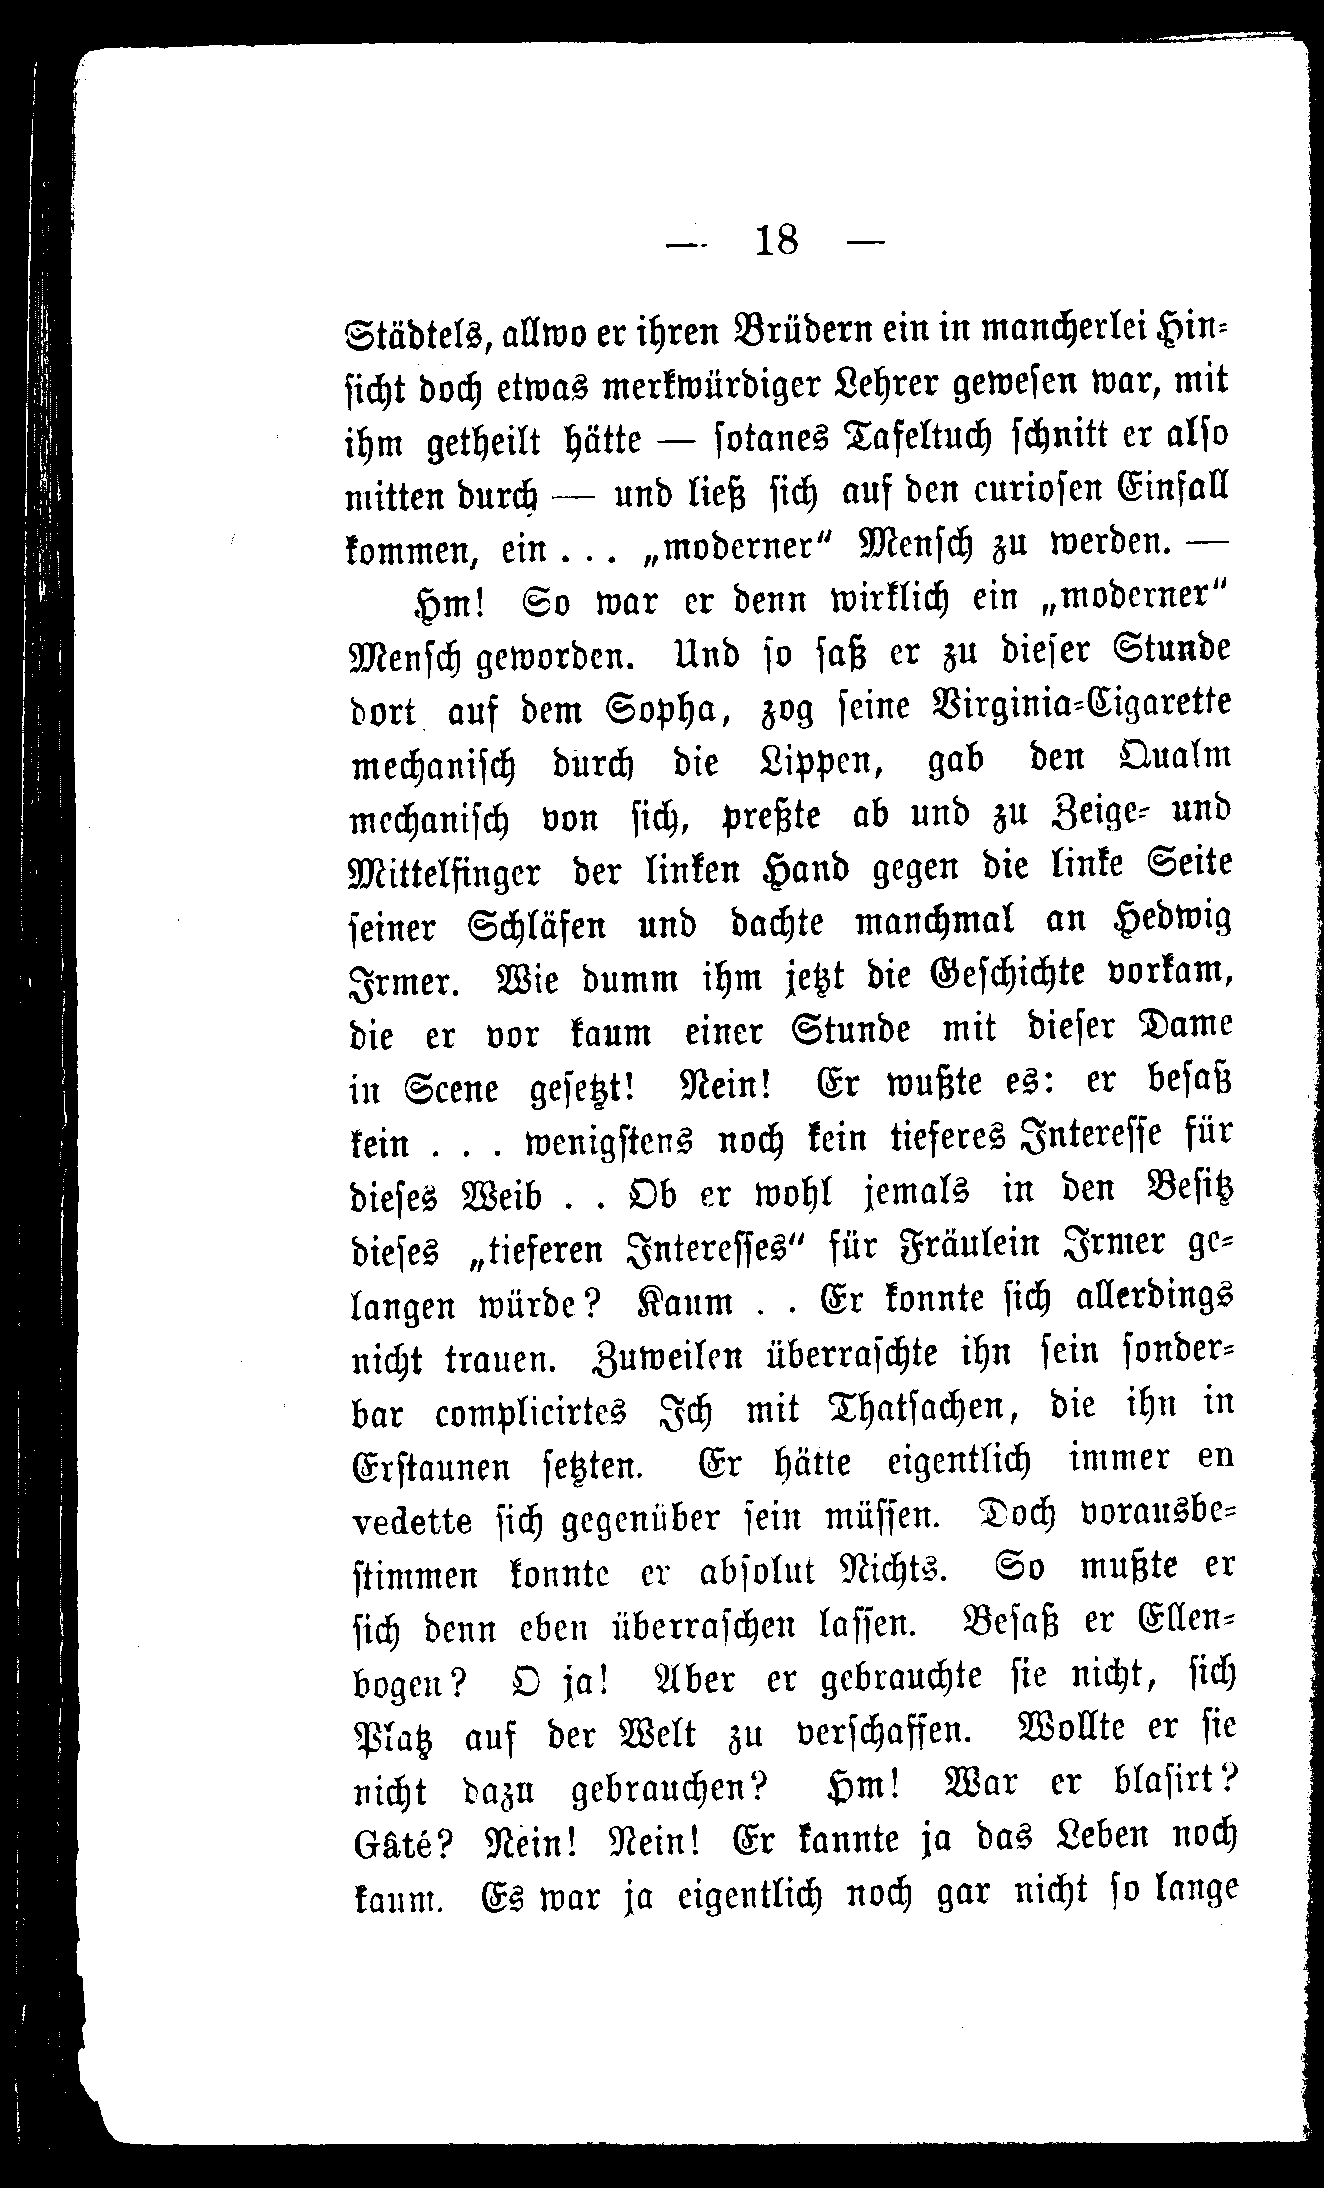 — 18 —
Städtels, allwo er ihren Brüdern ein in mancherlei Hin-
sicht doch etwas merkwürdiger Lehrer gewesen war, mit
ihm getheilt hätte — sotanes Tafeltuch schnitt er also
mitten durch — und ließ sich auf den curiosen Einfall
kommen, ein . . . „moderner“ Mensch zu werden. —
Hm! So war er denn wirklich ein „moderner“
Mensch geworden. Und so saß er zu dieser Stunde
dort auf dem Sopha, zog seine Virginia-Cigarette
mechanisch durch die Lippen, gab den Qualm
mechanisch von sich, preßte ab und zu Zeige- und
Mittelfinger der linken Hand gegen die linke Seite
seiner Schläfen und dachte manchmal an Hedwig
Irmer. Wie dumm ihm jetzt die Geschichte vorkam,
die er vor kaum einer Stunde mit dieser Dame
in Scene gesetzt! Nein! Er wußte es: er besaß
kein . . . wenigstens noch kein tieferes Interesse für
dieses Weib . . Ob er wohl jemals in den Besitz
dieses „tieferen Interesses“ für Fräulein Irmer ge-
langen würde? Kaum . . Er konnte sich allerdings
nicht trauen. Zuweilen überraschte ihn sein sonder-
bar complicirtes Ich mit Thatsachen, die ihn in
Erstaunen setzten. Er hätte eigentlich immer en
vedette sich gegenüber sein müssen. Doch vorausbe-
stimmen konnte er absolut Nichts. So mußte er
sich denn eben überraschen lassen. Besaß er Ellen-
bogen? O ja! Aber er gebrauchte sie nicht, sich
Platz auf der Welt zu verschaffen. Wollte er sie
nicht dazu gebrauchen? Hm! War er blasirt?
Gâté? Nein! Nein! Er kannte ja das Leben noch
kaum. Es war ja eigentlich noch gar nicht so lange